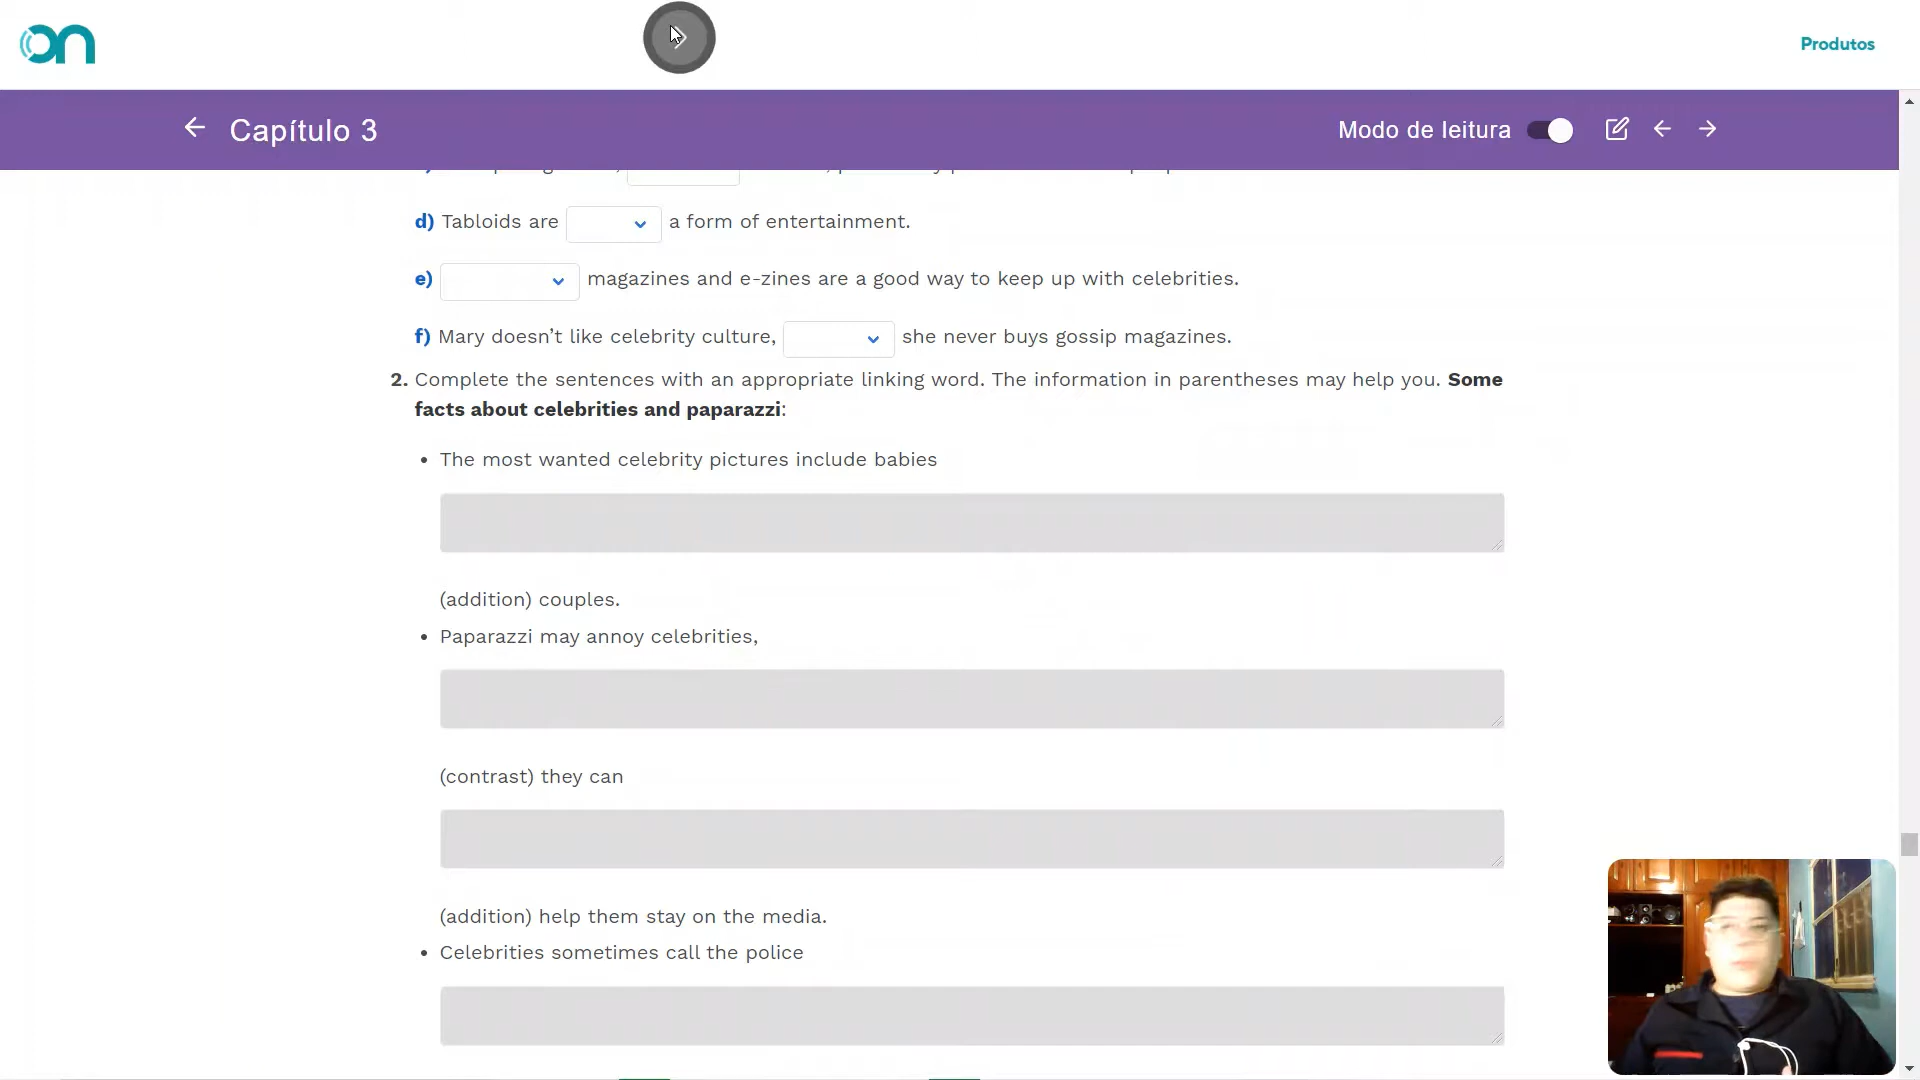 on
Produtos
Capítulo 3
Modo de leitura
d) Tabloids are a form of entertainment.
e) magazines and e-zines are a good way to keep up with celebrities.
f) Mary doesn’t like celebrity culture, she never buys gossip magazines.
2. Complete the sentences with an appropriate linking word. The information in parentheses may help you. Some
facts about celebrities and paparazzi:
• The most wanted celebrity pictures include babies
(addition) couples.
• Paparazzi may annoy celebrities,
(contrast) they can
(addition) help them stay on the media.
• Celebrities sometimes call the police